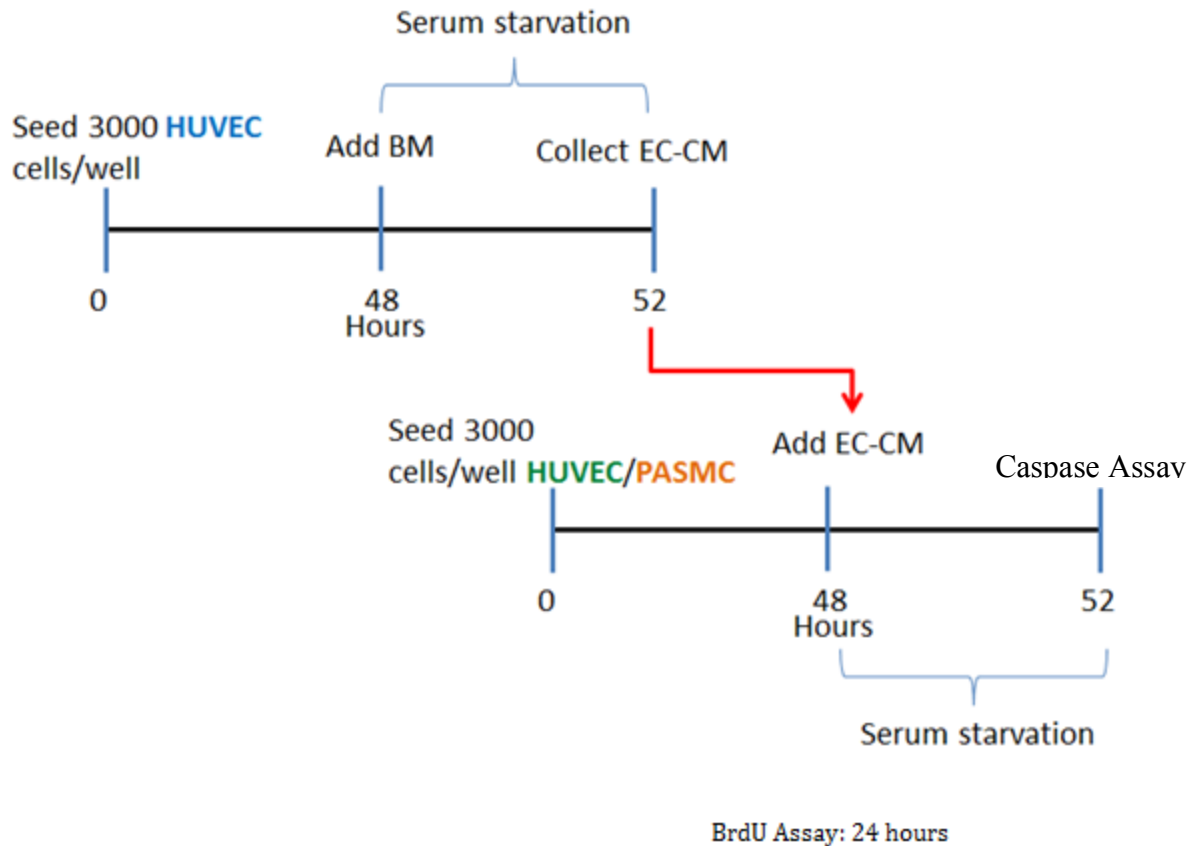 Serum starvation
Seed 3000 HUVEC
cells/well
Add BM
Collect EC-CM
0
48
52
Hours
Seed 3000
cells/well HUVEC/PASMC
Add EC-CM
Caspase Assay
0
48
52
Hours
Serum starvation
BrdU Assay: 24 hours